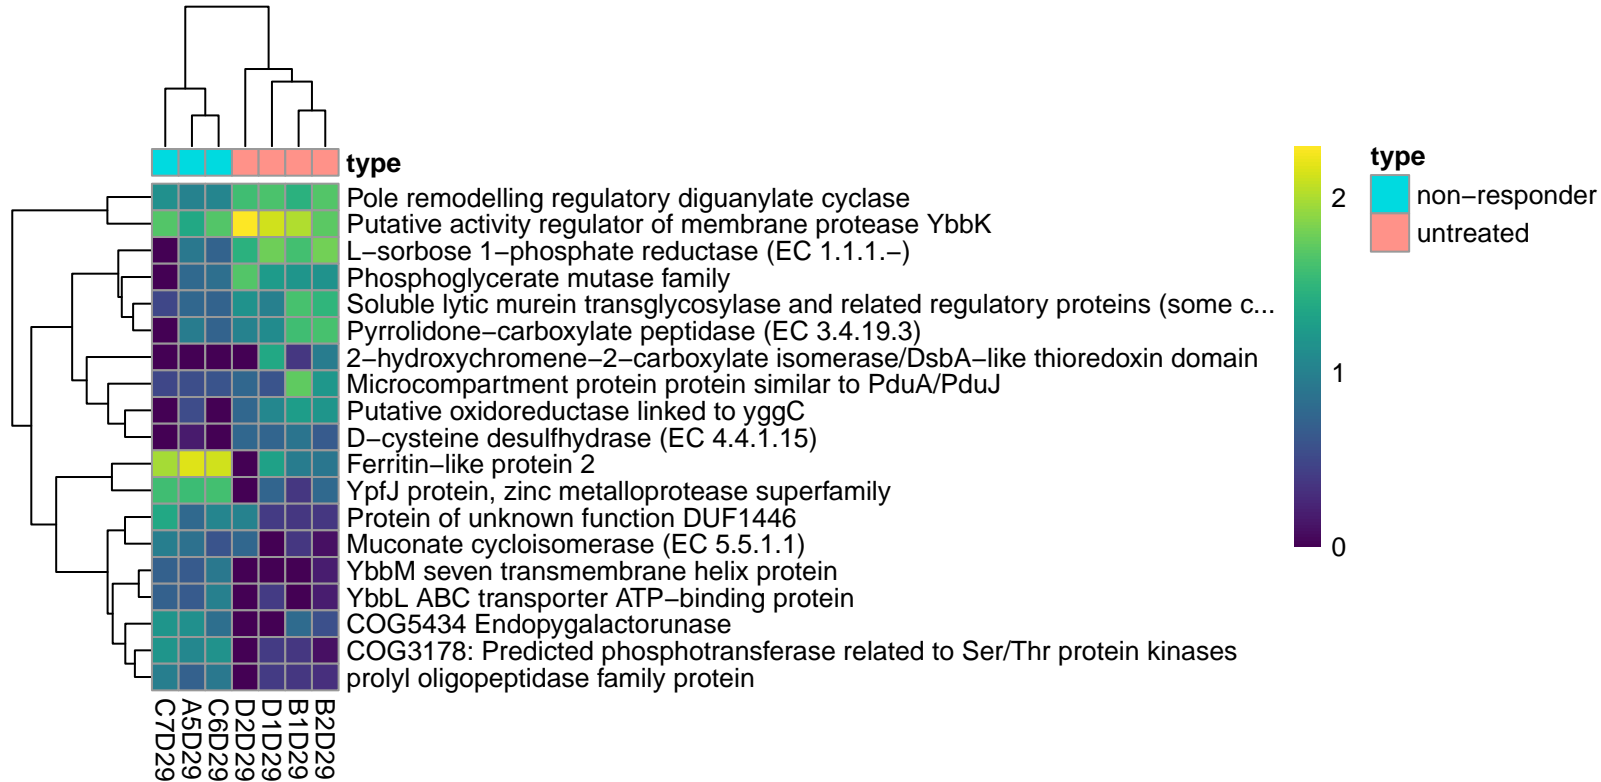 type
Pole remodelling regulatory diguanylate cyclase
Putative activity regulator of membrane protease YbbK
L−sorbose 1−phosphate reductase (EC 1.1.1.−)
Phosphoglycerate mutase family
Soluble lytic murein transglycosylase and related regulatory proteins (some c...
Pyrrolidone−carboxylate peptidase (EC 3.4.19.3)
2−hydroxychromene−2−carboxylate isomerase/DsbA−like thioredoxin domain
Microcompartment protein protein similar to PduA/PduJ
Putative oxidoreductase linked to yggC
D−cysteine desulfhydrase (EC 4.4.1.15)
Ferritin−like protein 2
YpfJ protein, zinc metalloprotease superfamily
Protein of unknown function DUF1446
Muconate cycloisomerase (EC 5.5.1.1)
YbbM seven transmembrane helix protein
YbbL ABC transporter ATP−binding protein
COG5434 Endopygalactorunase
COG3178: Predicted phosphotransferase related to Ser/Thr protein kinases
prolyl oligopeptidase family protein
C7D29
A5D29
C6D29
D2D29
D1D29
B1D29
B2D29
2
1
0
type
non−responder
untreated